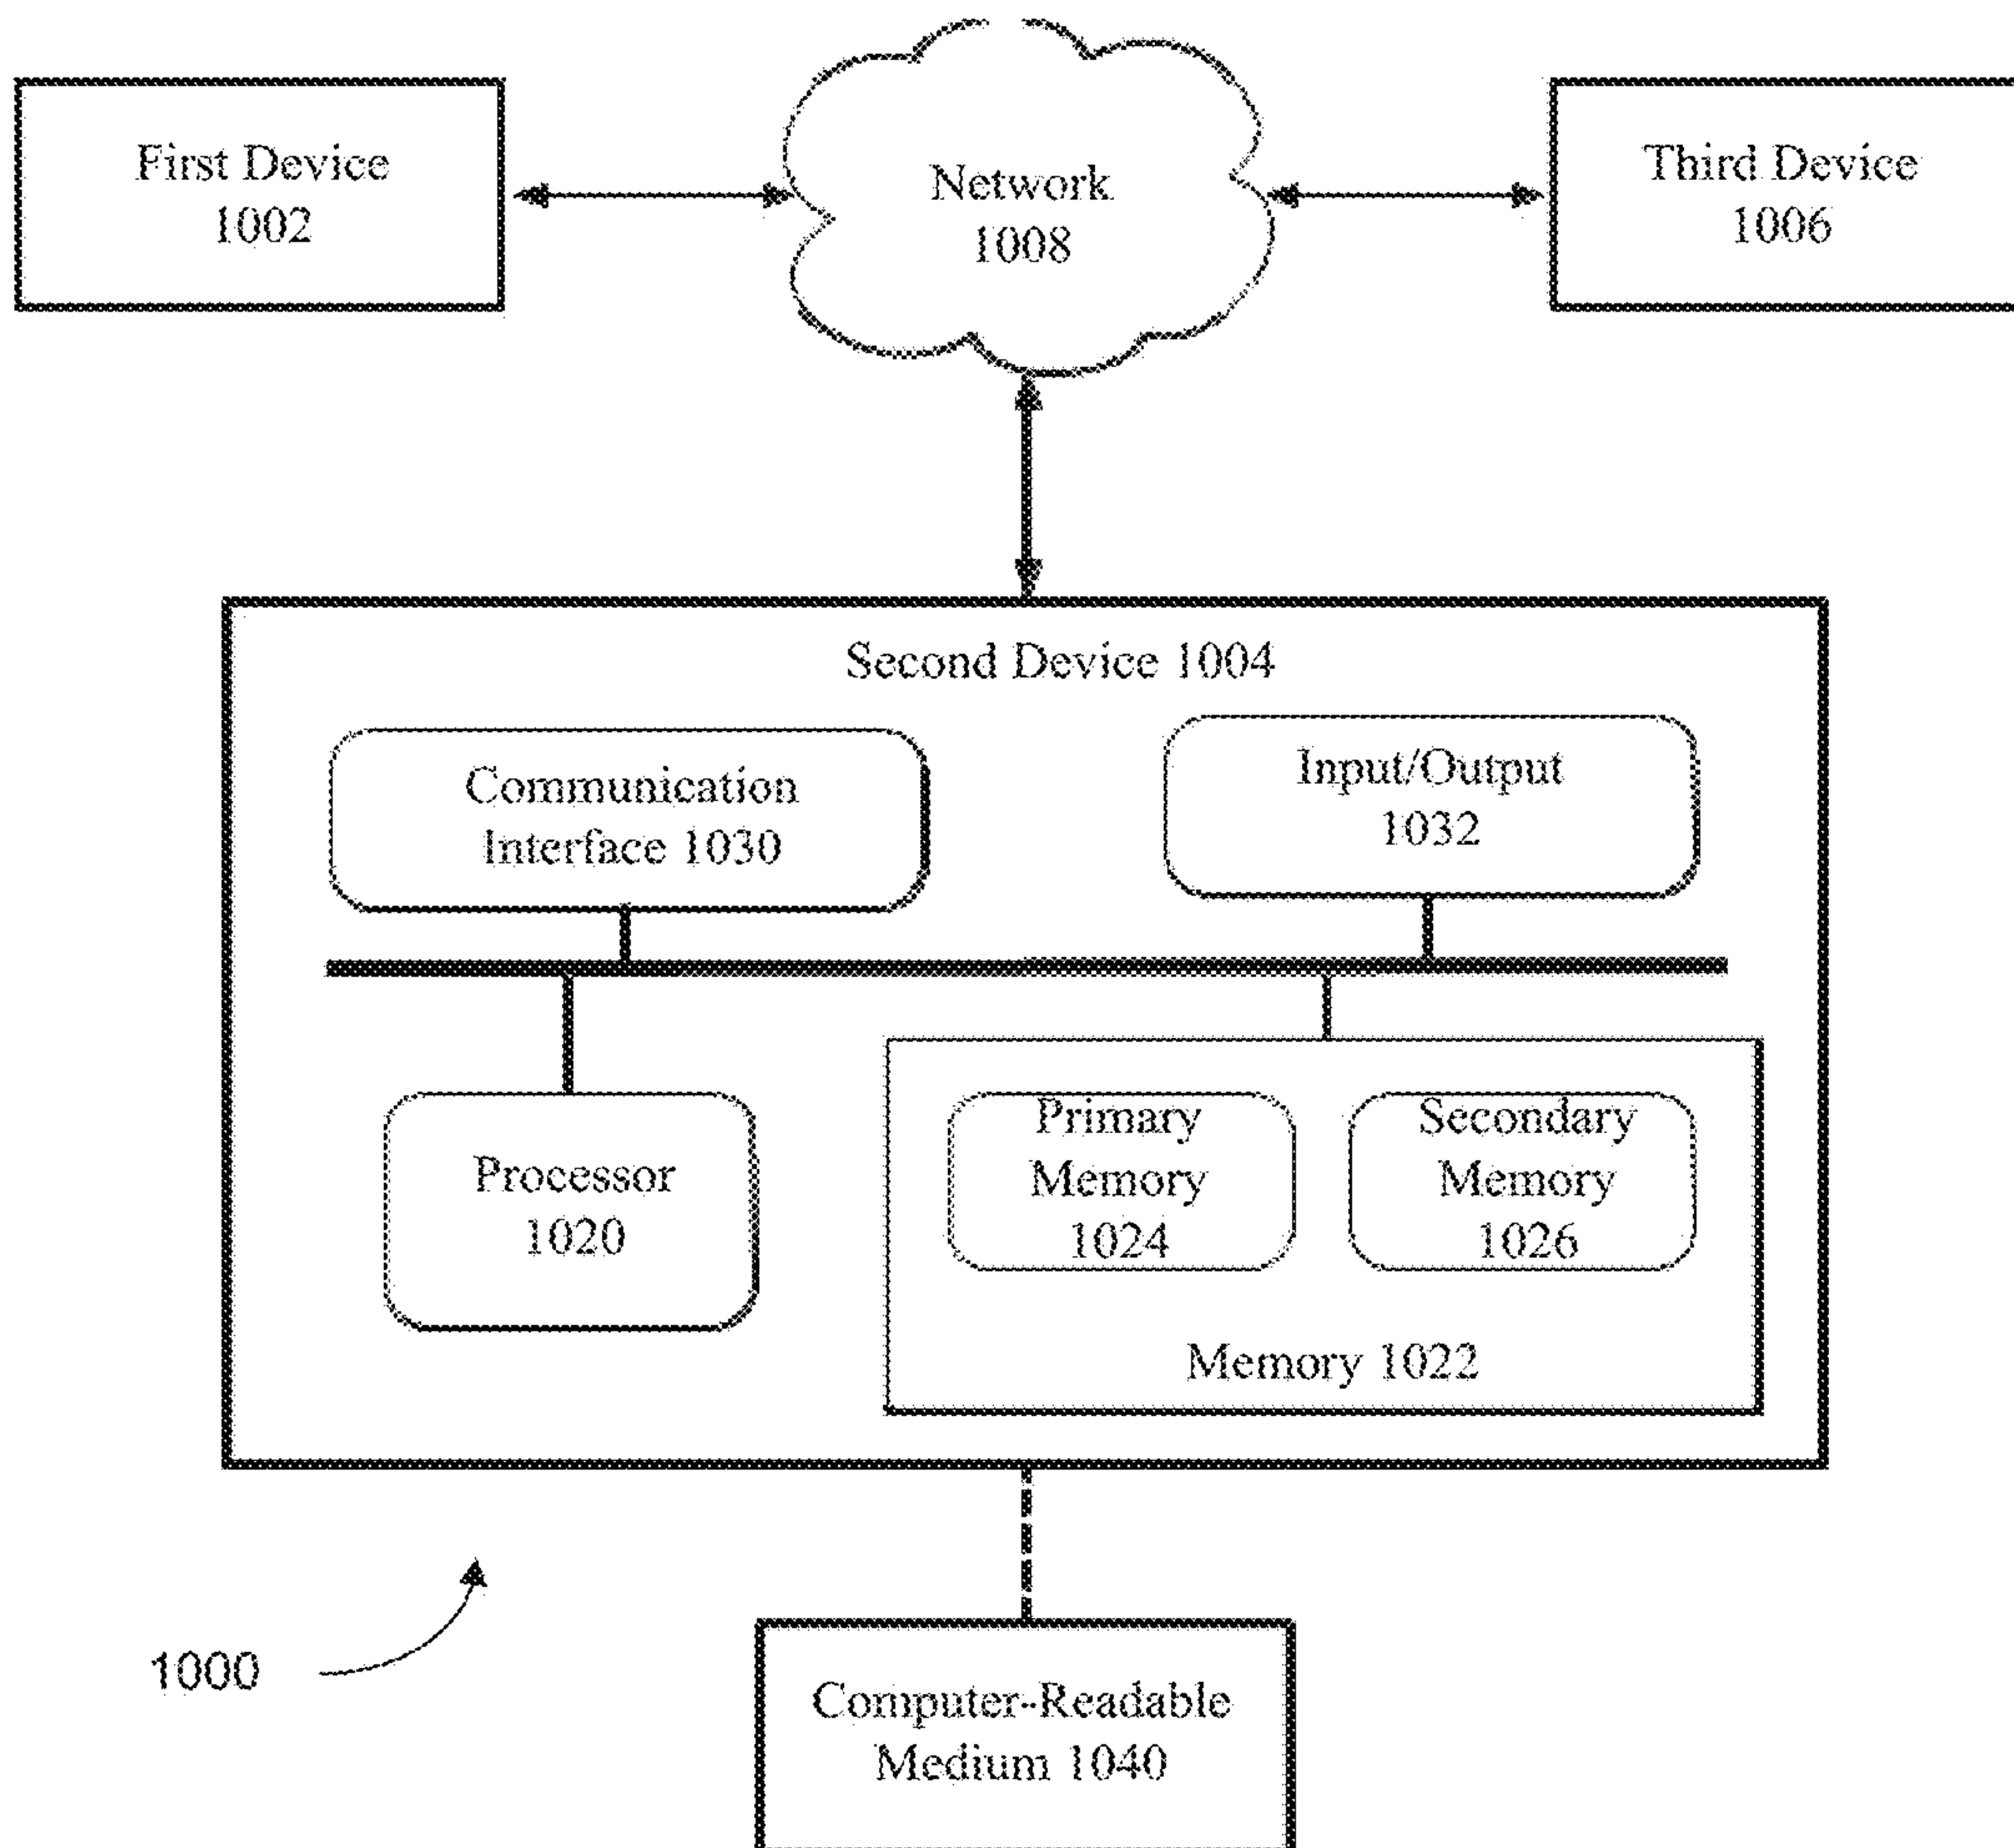 First Device
1002
Network
1008
Third Device
1006
Second Device 1004
Communication
Interface 1030
Input/Output
1032
Processor
1020
Primary
Memory
1024
Secondary
Memory
1026
Memory 1022
1000
Computer-Readable
Medium 1040